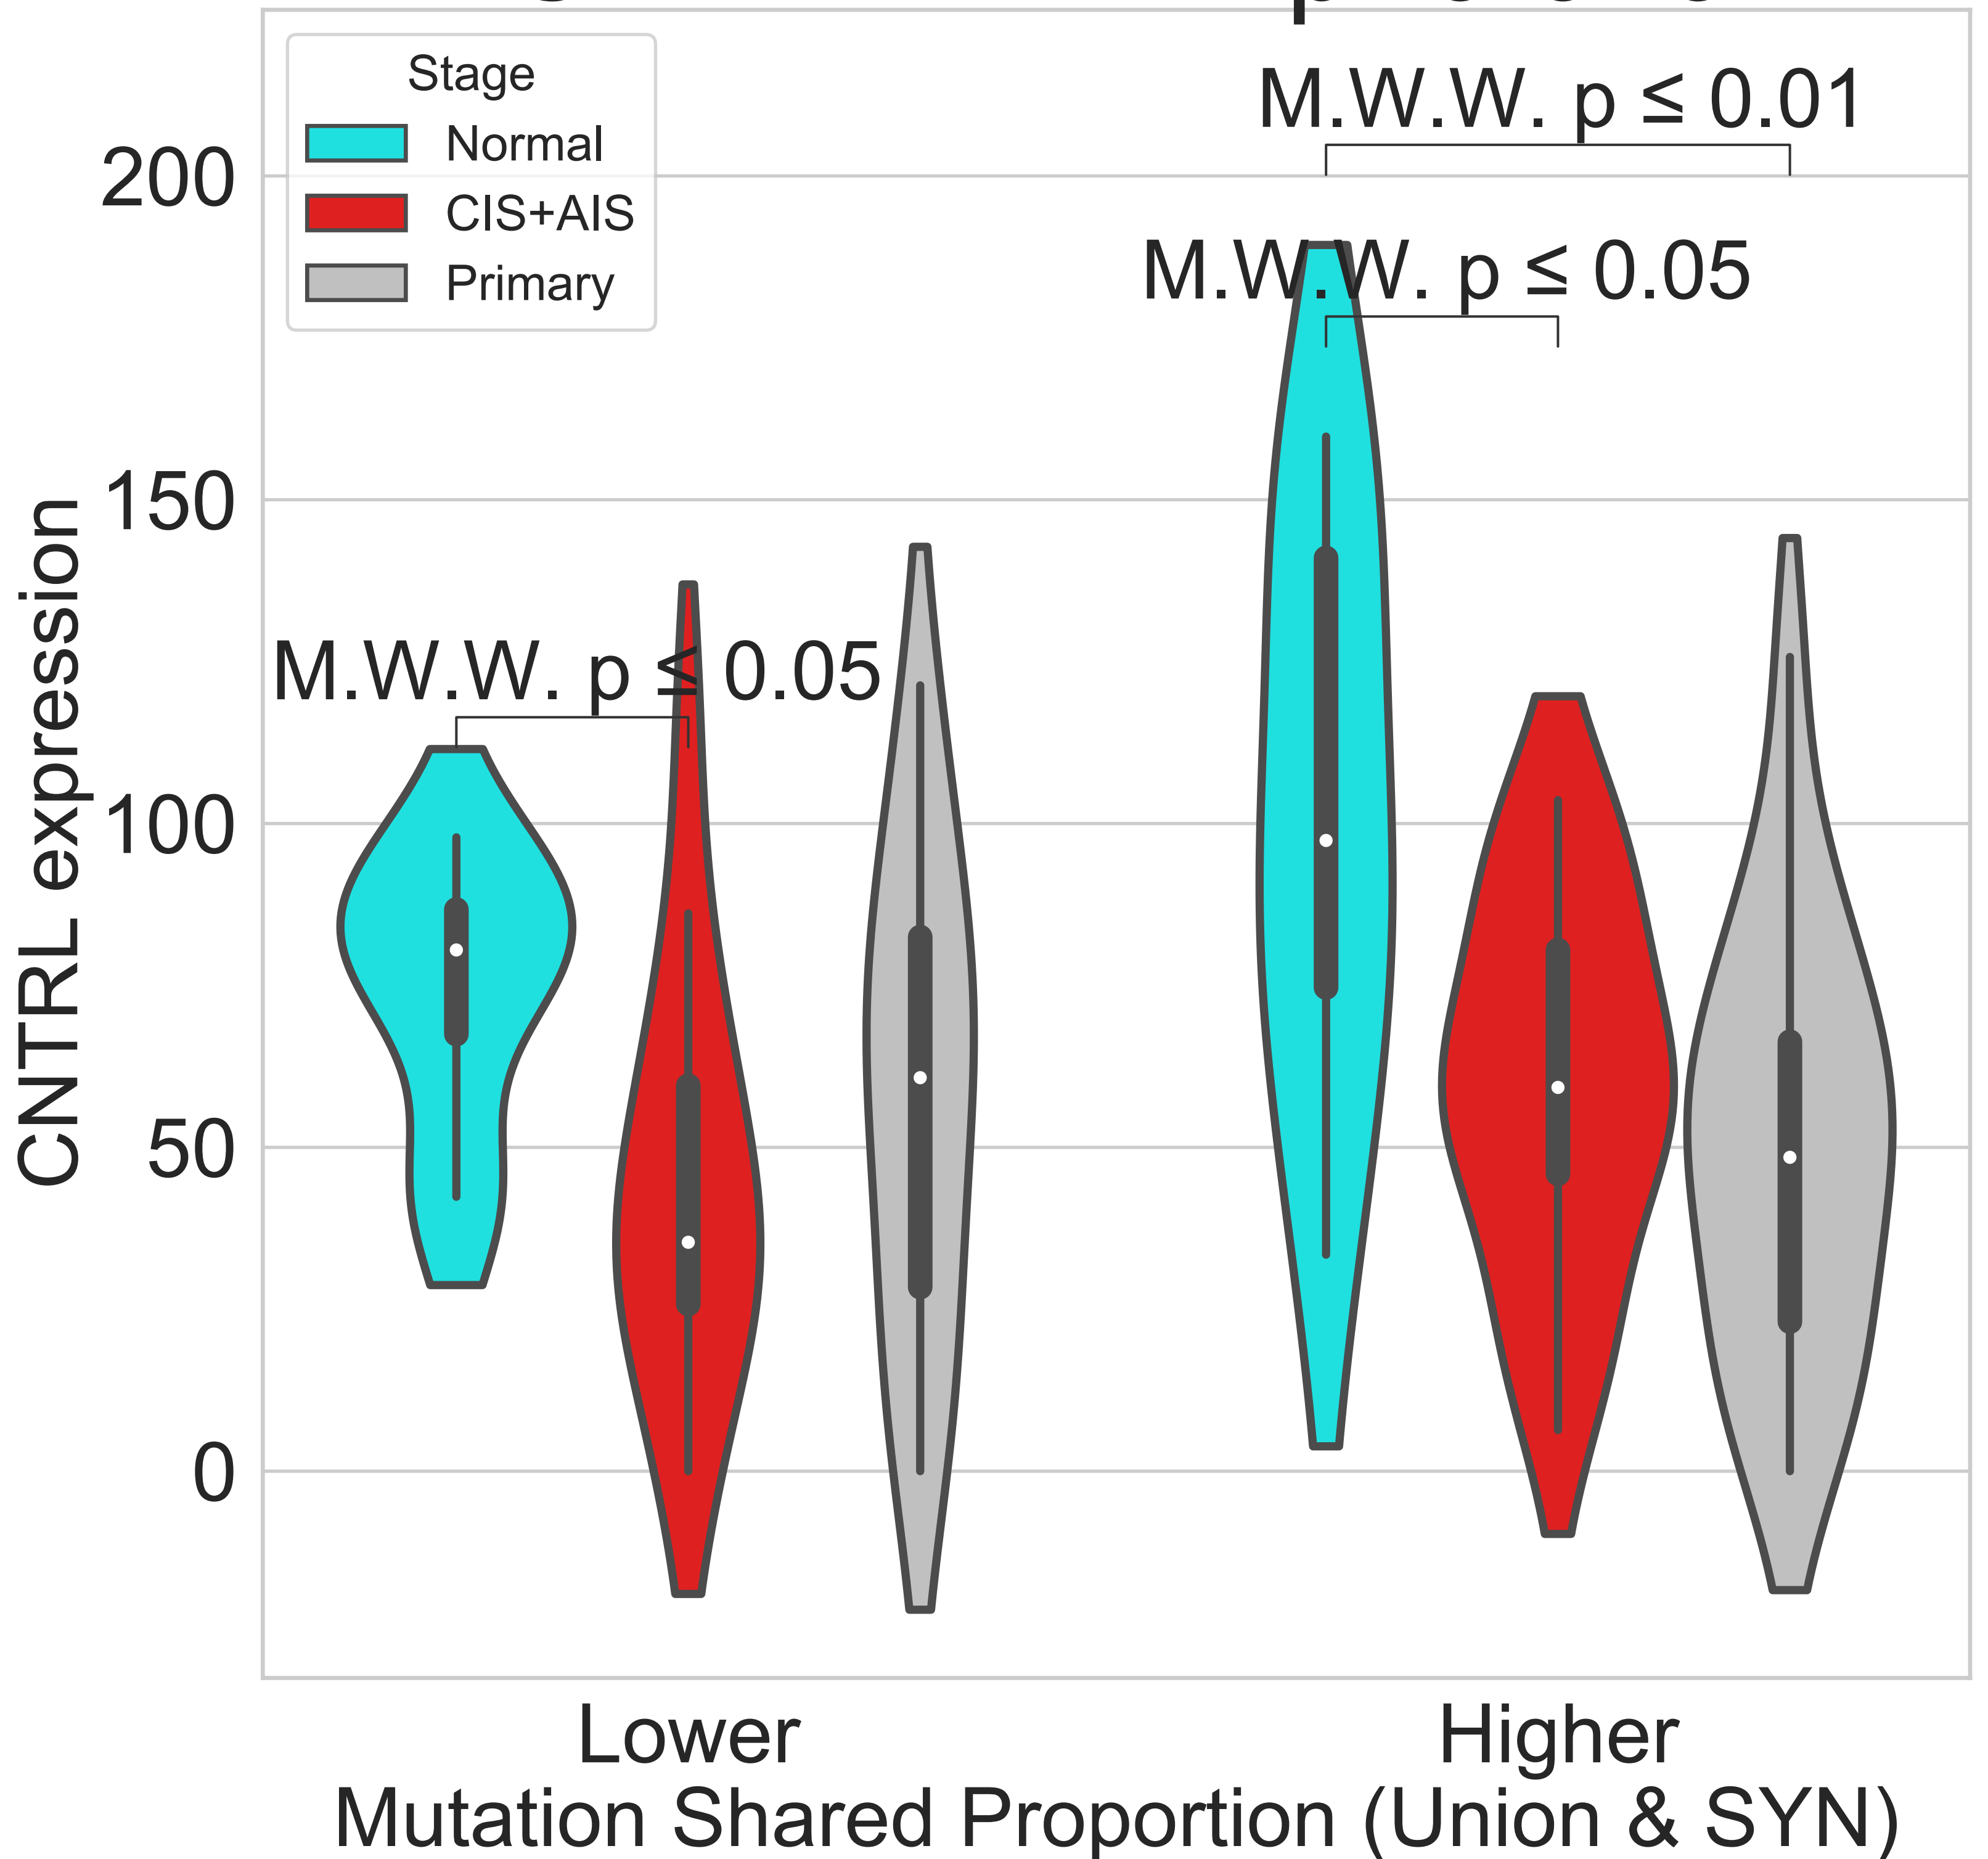 Stage
Normal
CIS+AIS
Primary
M.W.W. p ≤ 0.01
M.W.W. p ≤ 0.05
M.W.W. p ≤ 0.05
200
150
100
50
0
CNTRL expression
Lower
Higher
Mutation Shared Proportion (Union & SYN)